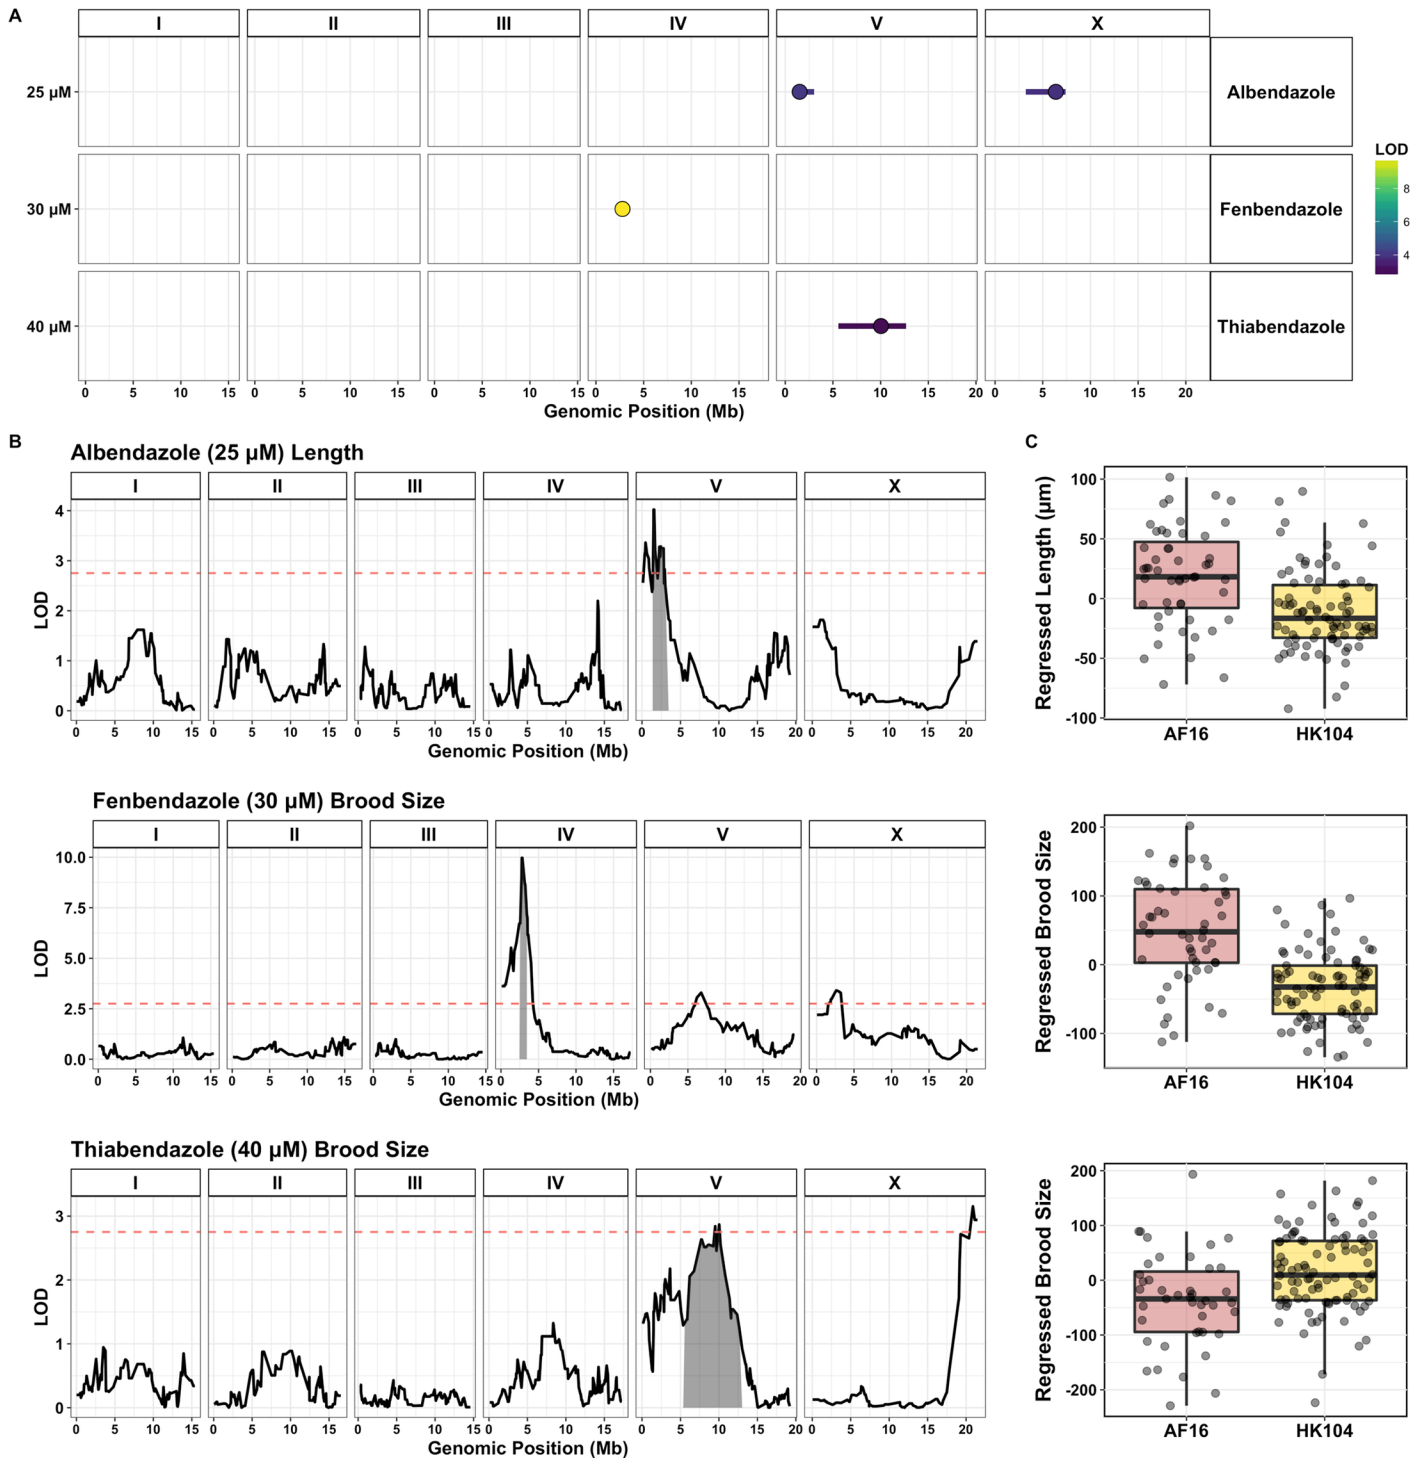 A
I II III IV V X
25 µM
Albendazole
LOD
8
6
4
30 µM
Fenbendazole
40 µM
Thiabendazole
0 5 10 15 0 5 10 15 0 5 10 15 0 5 10 15 0 5 10 15 20 0 5 10 15 20
Genomic Position (Mb)
B
Albendazole (25 µM) Length
I II III IV V X
4
3
2
1
0
LOD
0 5 10 15 0 5 10 15 0 5 10 15 0 5 10 15 0 5 10 15 20 0 5 10 15 20
Genomic Position (Mb)
C
100
50
0
-50
-100
Regressed Length (µm)
AF16 HK104
Fenbendazole (30 µM) Brood Size
I II III IV V X
10.0
7.5
5.0
2.5
0.0
LOD
0 5 10 15 0 5 10 15 0 5 10 15 0 5 10 15 0 5 10 15 20 0 5 10 15 20
Genomic Position (Mb)
200
100
0
-100
Regressed Brood Size
AF16 HK104
Thiabendazole (40 µM) Brood Size
I II III IV V X
3
2
1
0
LOD
0 5 10 15 0 5 10 15 0 5 10 15 0 5 10 15 0 5 10 15 20 0 5 10 15 20
Genomic Position (Mb)
200
100
0
-100
-200
Regressed Brood Size
AF16 HK104